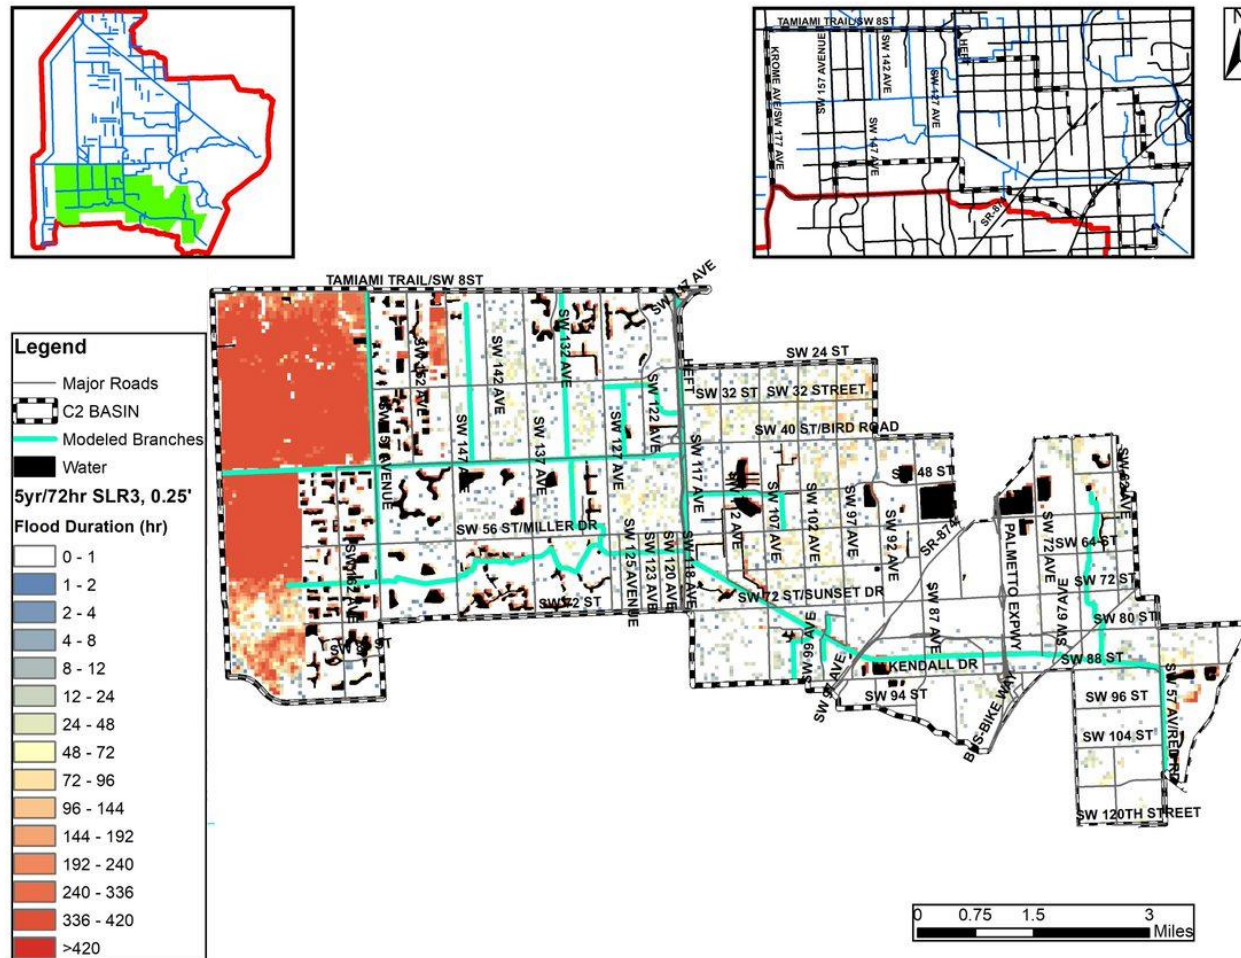 TAMIAMI TRAIL/SW 8ST
KROME AVE/SW 177 AVE
SW 157 AVENUE
SW 142 AVE
SW 147 AVE
SW 127 AVE
HEFT
SR-874
N
TAMIAMI TRAIL/SW 8ST
SW 142 AVE
SW 132 AVE
SW 122 AVE
HEFT
SW 24 ST
SW 32 ST
SW 32 STREET
SW 40 ST/BIRD ROAD
SW 147 AVE
SW 137 AVE
SW 127 AVE
SW 117 AVE
48 ST
SW 56 ST/MILLER DR
SW 107 AVE
SW 102 AVE
SW 97 AVE
SW 92 AVE
SR-874
PALMETTO EXPWY
SW 72 AVE
SW 64 ST
SW 72 ST
SW 125 AVENUE
SW 123 AVE
SW 120 AVE
SW 118 AVE
SW 72 ST
SW 72 ST/SUNSET DR
SW 87 AVE
SW 67 AVE
SW 80 ST
SW 99 AVE
SW 97 AVE
KENDALL DR
SW 88 ST
SW 94 ST
SW 96 ST
SW 104 ST
SW 57 AV/RED RD
SW 120TH STREET
Legend
Major Roads
C2 BASIN
Modeled Branches
Water
5yr/72hr SLR3, 0.25'
Flood Duration (hr)
0 - 1
1 - 2
2 - 4
4 - 8
8 - 12
12 - 24
24 - 48
48 - 72
72 - 96
96 - 144
144 - 192
192 - 240
240 - 336
336 - 420
>420
0 0.75 1.5 3
Miles